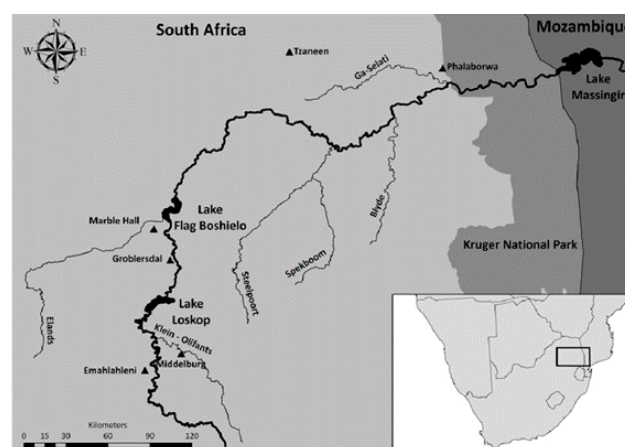 N
W
E
S
South Africa
Mozambique
Tzaneen
Ga-Selati
Phalaborwa
Lake
Massingir
Lake
Flag Boshielo
Marble Hall
Groblersdal
Blyde
Kruger National Park
Spekboom
Steelpoort
Elands
Lake
Loskop
Klein - Olifants
Middelburg
Emahlahleni
Kilometers
0 15 30 60 90 120